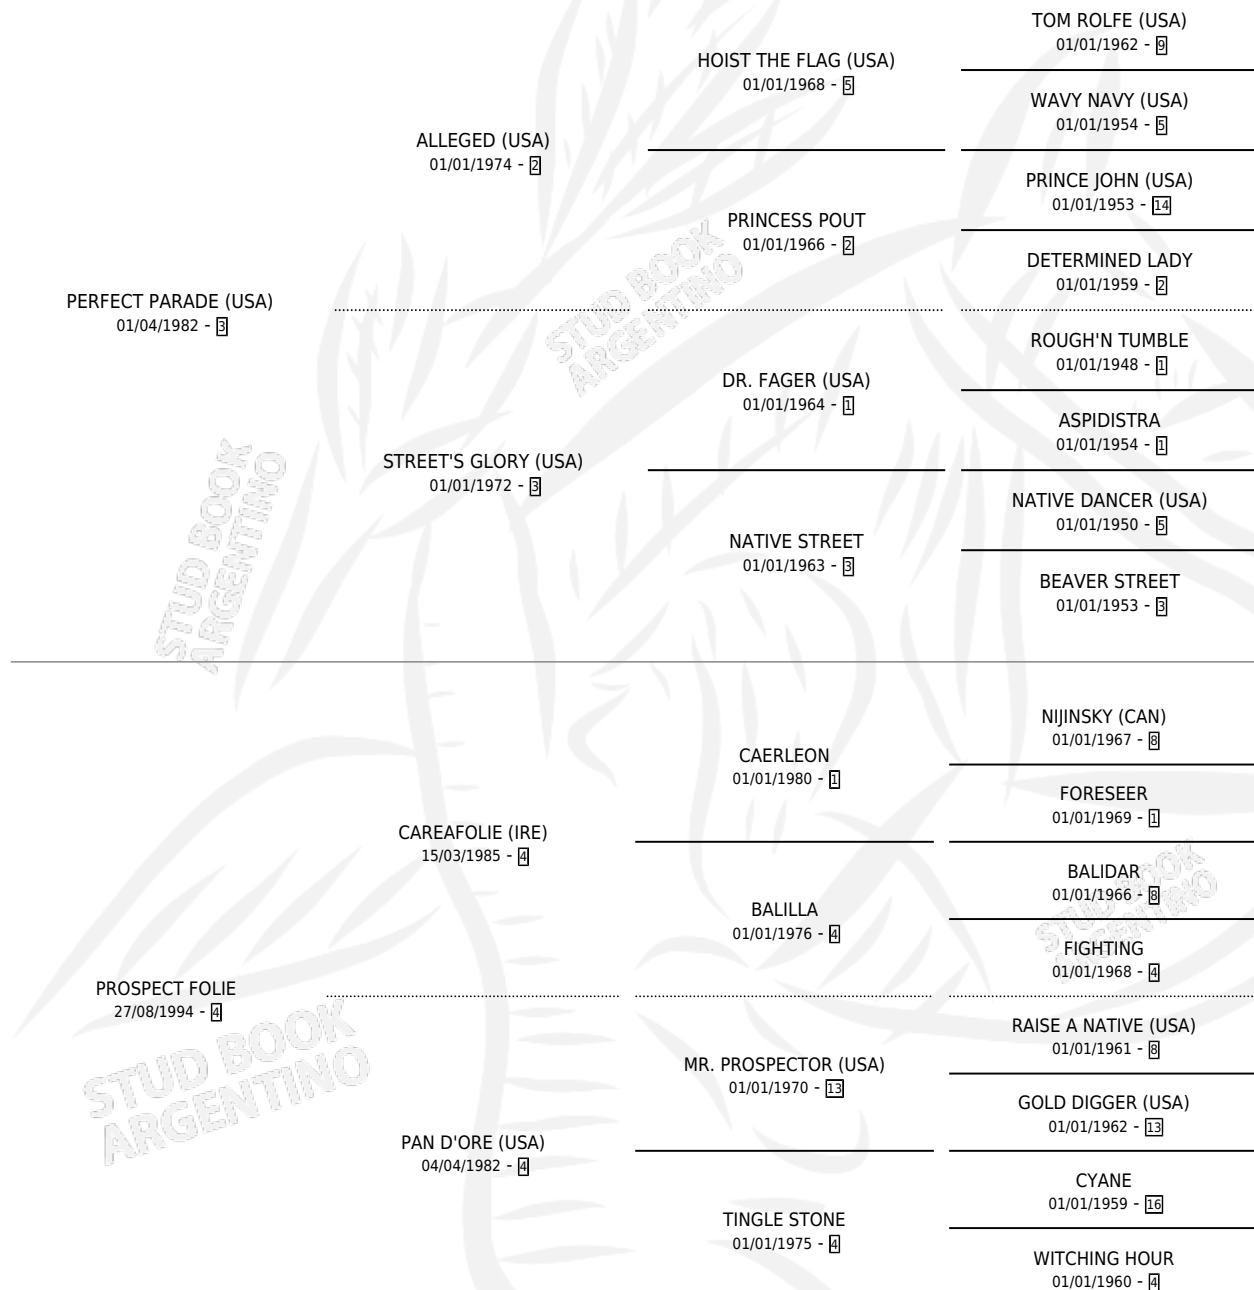 TOM ROLFE (USA)
01/01/1962 - 9
HOIST THE FLAG (USA)
01/01/1968 - 5
WAVY NAVY (USA)
01/01/1954 - 5
ALLEGED (USA)
01/01/1974 - 2
PRINCE JOHN (USA)
01/01/1953 - 14
PRINCESS POUT
01/01/1966 - 2
DETERMINED LADY
01/01/1959 - 2
PERFECT PARADE (USA)
01/04/1982 - 3
ROUGH'N TUMBLE
01/01/1948 - 1
DR. FAGER (USA)
01/01/1964 - 1
ASPIDISTRA
01/01/1954 - 1
STREET'S GLORY (USA)
01/01/1972 - 3
NATIVE DANCER (USA)
01/01/1950 - 5
NATIVE STREET
01/01/1963 - 3
BEAVER STREET
01/01/1953 - 3
NIJINSKY (CAN)
01/01/1967 - 8
CAERLEON
01/01/1980 - 1
FORESEER
01/01/1969 - 1
CAREAFOLIE (IRE)
15/03/1985 - 4
BALIDAR
01/01/1966 - 8
BALILLA
01/01/1976 - 4
FIGHTING
01/01/1968 - 4
PROSPECT FOLIE
27/08/1994 - 4
RAISE A NATIVE (USA)
01/01/1961 - 8
MR. PROSPECTOR (USA)
01/01/1970 - 13
GOLD DIGGER (USA)
01/01/1962 - 13
PAN D'ORE (USA)
04/04/1982 - 4
CYANE
01/01/1959 - 16
TINGLE STONE
01/01/1975 - 4
WITCHING HOUR
01/01/1960 - 4
STUD BOOK
ARGENTINO
STUD BOOK
ARGENTINO
STUD BOOK
ARGENTINO
STUD BOOK
ARGENTINO